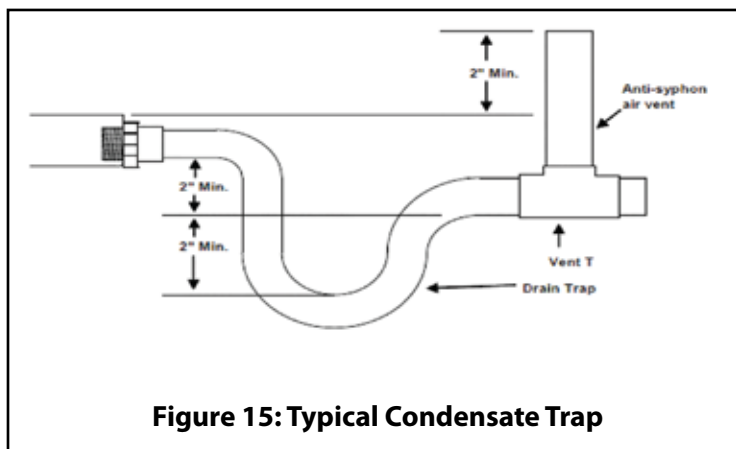 2" Min.
Anti-syphon
air vent
2" Min.
2" Min.
Vent T
Drain Trap
Figure 15: Typical Condensate Trap